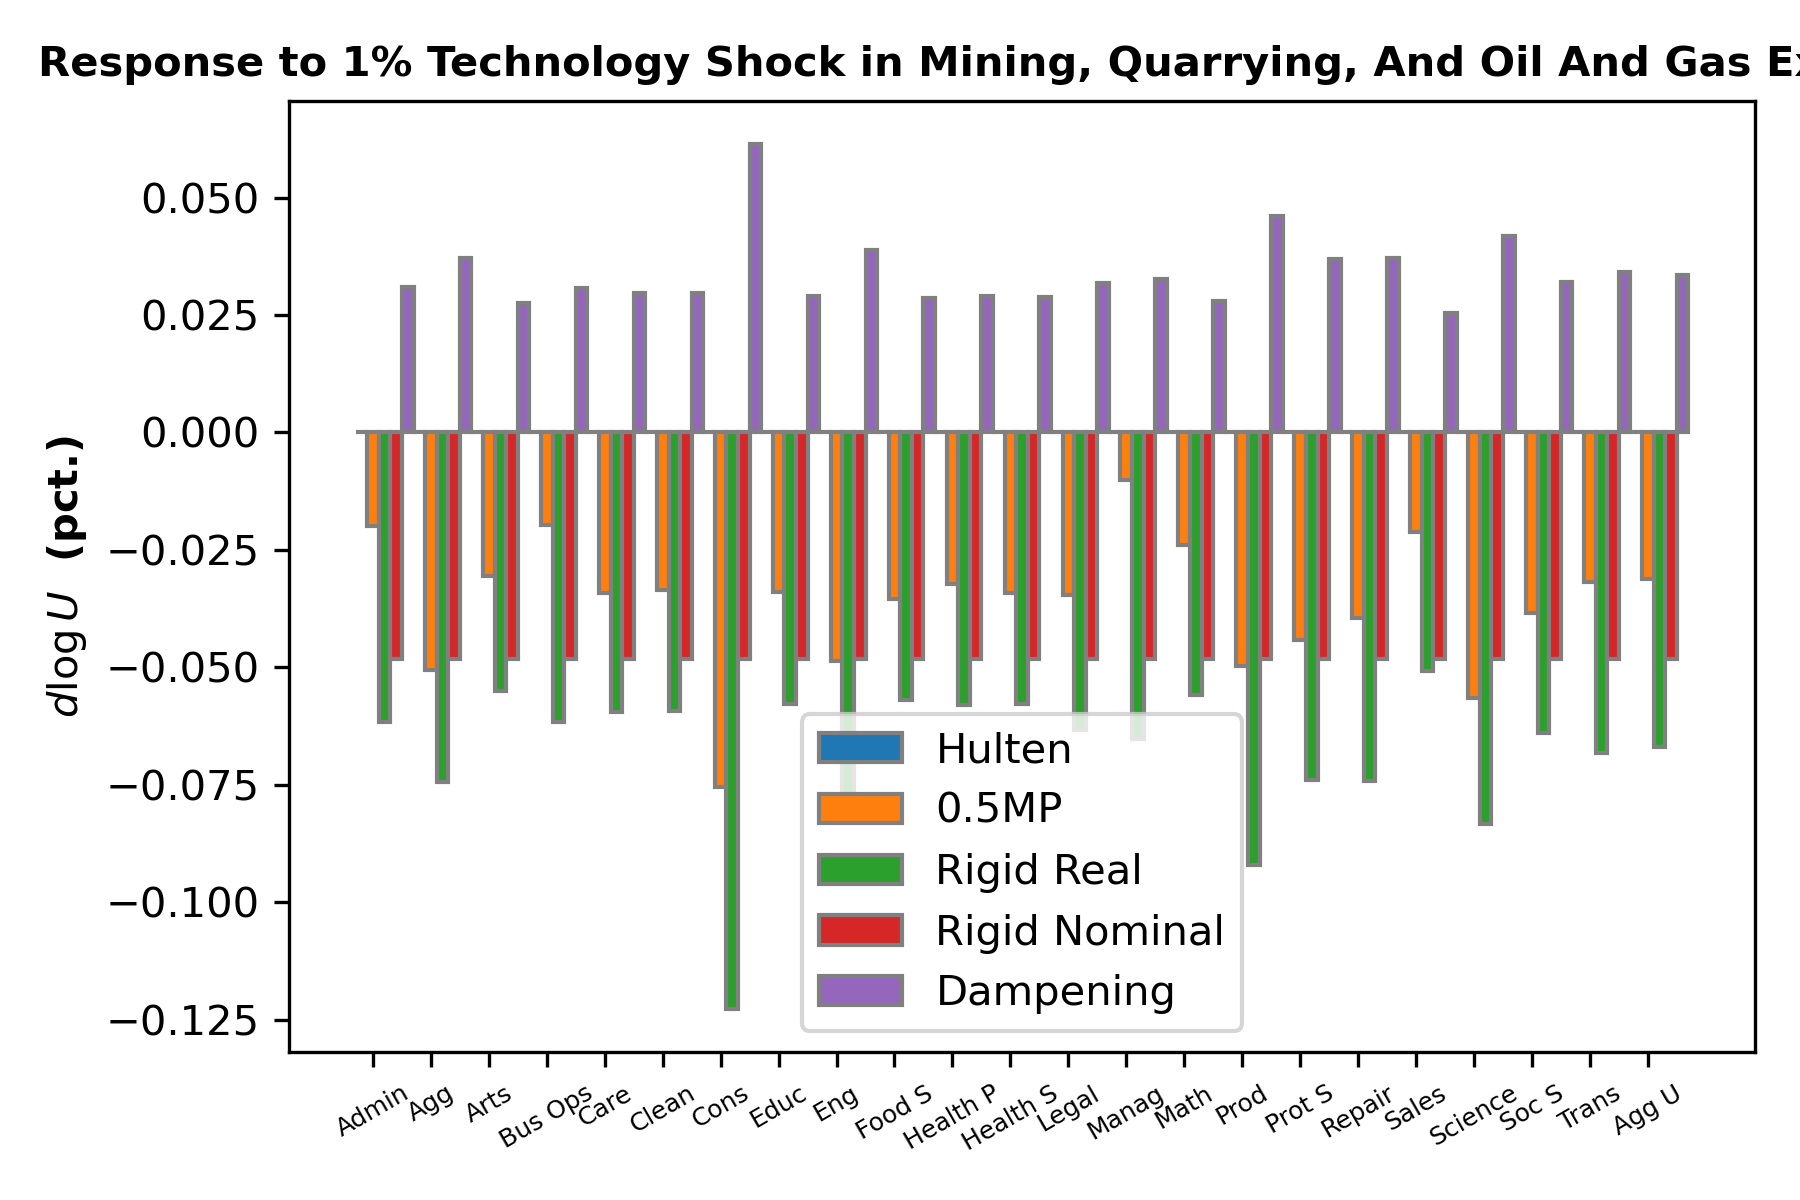 Response to 1% Technology Shock in Mining, Quarrying, And Oil And Gas
0.050
0.025
0.000
−0.025
−0.050
−0.075
−0.100
−0.125
dlog U (pct.)
Hulten
0.5MP
Rigid Real
Rigid Nominal
Dampening
Admin
Agg
Arts
Bus Ops
Care
Clean
Cons
Educ
Eng
Food S
Health P
Health S
Legal
Manag
Math
Prod
Prot S
Repair
Sales
Science
Soc S
Trans
Agg U